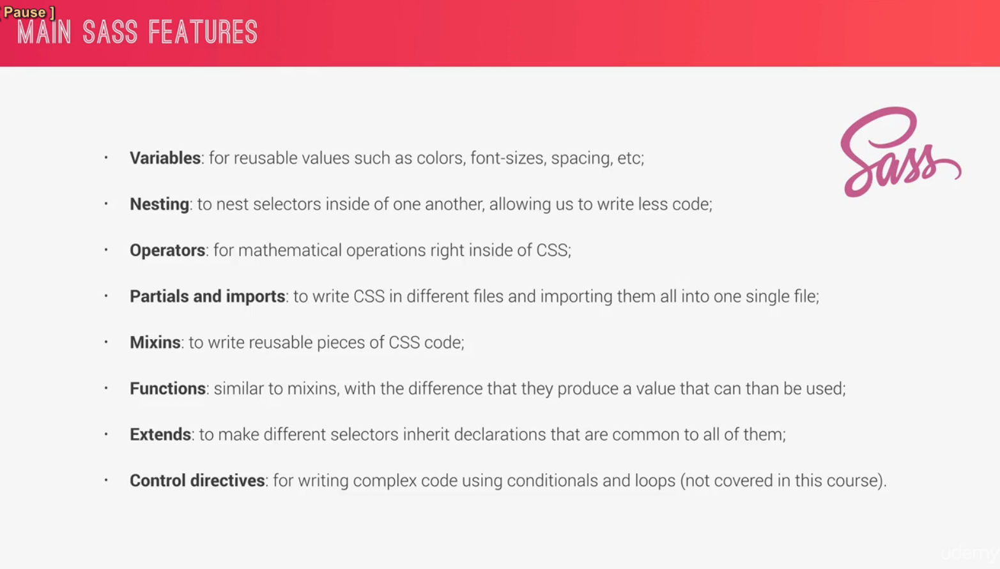 [ Pause ]
MAIN SASS FEATURES
Sass
· Variables: for reusable values such as colors, font-sizes, spacing, etc;
· Nesting: to nest selectors inside of one another, allowing us to write less code;
· Operators: for mathematical operations right inside of CSS;
· Partials and imports: to write CSS in different files and importing them all into one single file;
· Mixins: to write reusable pieces of CSS code;
· Functions: similar to mixins, with the difference that they produce a value that can than be used;
· Extends: to make different selectors inherit declarations that are common to all of them;
· Control directives: for writing complex code using conditionals and loops (not covered in this course).
udemy